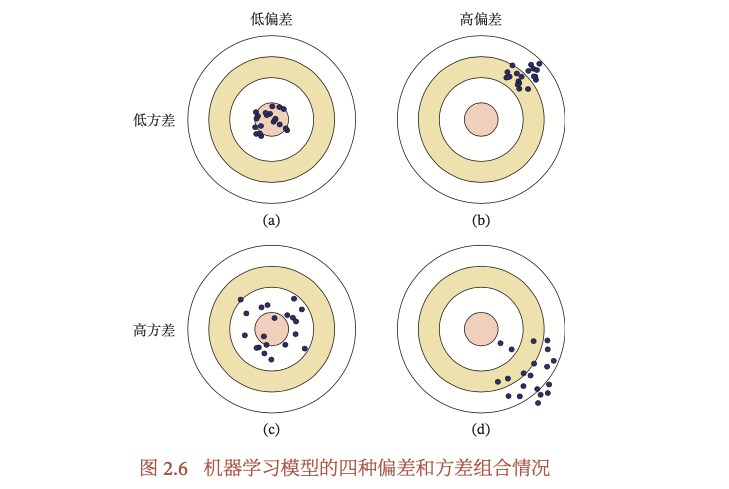 低偏差 高偏差
低方差
(a) (b)
高方差
(c) (d)
图 2.6 机器学习模型的四种偏差和方差组合情况